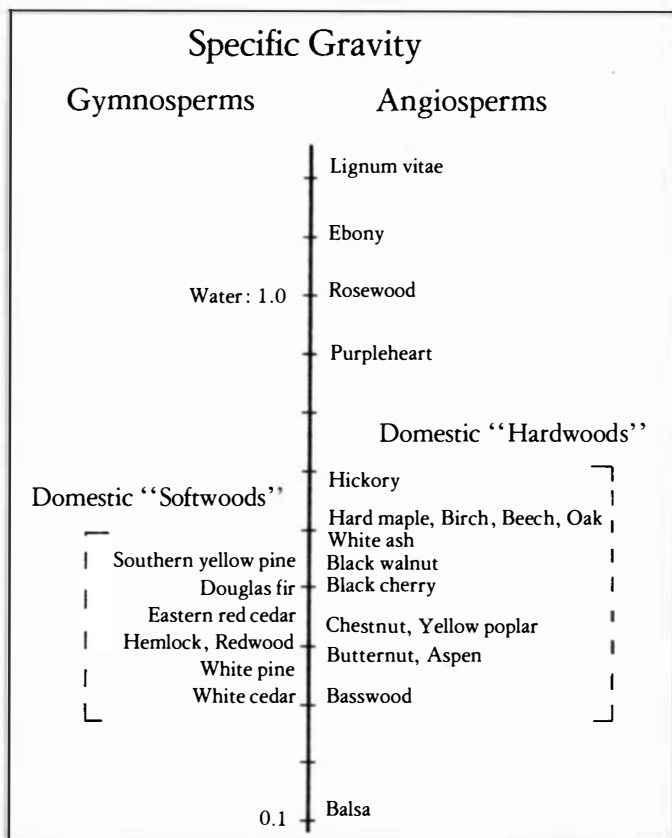 Specific Gravity
Gymnosperms
Angiosperms
Lignum vitae
Ebony
Water: 1.0
Rosewood
Purpleheart
Domestic ‘‘Hardwoods’’
Hickory
Domestic ‘‘Softwoods’’
Hard maple, Birch, Beech, Oak
White ash
Southern yellow pine
Black walnut
Douglas fir
Black cherry
Eastern red cedar
Chestnut, Yellow poplar
Hemlock, Redwood
Butternut, Aspen
White pine
White cedar
Basswood
0.1
Balsa